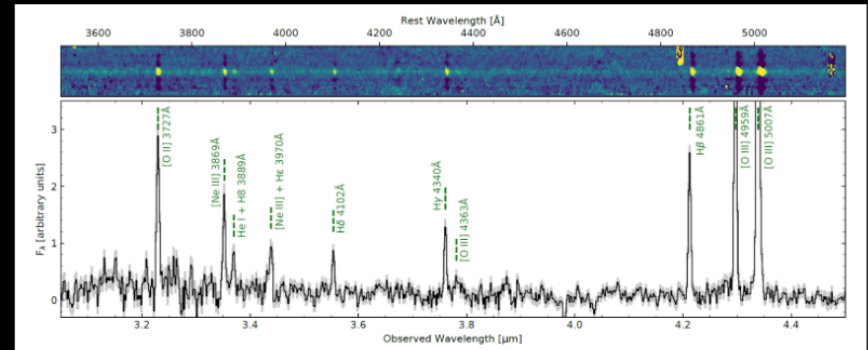 Rest Wavelength [Å]
3600 3800 4000 4200 4400 4600 4800 5000
3
2
1
0
F_λ [arbitrary units]
[O II] 3727Å
[Ne III] 3869Å
He I + H8 3889Å
[Ne III] + Hε 3970Å
Hδ 4102Å
Hγ 4340Å
[O III] 4363Å
Hβ 4861Å
[O III] 4959Å
[O III] 5007Å
3.2 3.4 3.6 3.8 4.0 4.2 4.4
Observed Wavelength [μm]